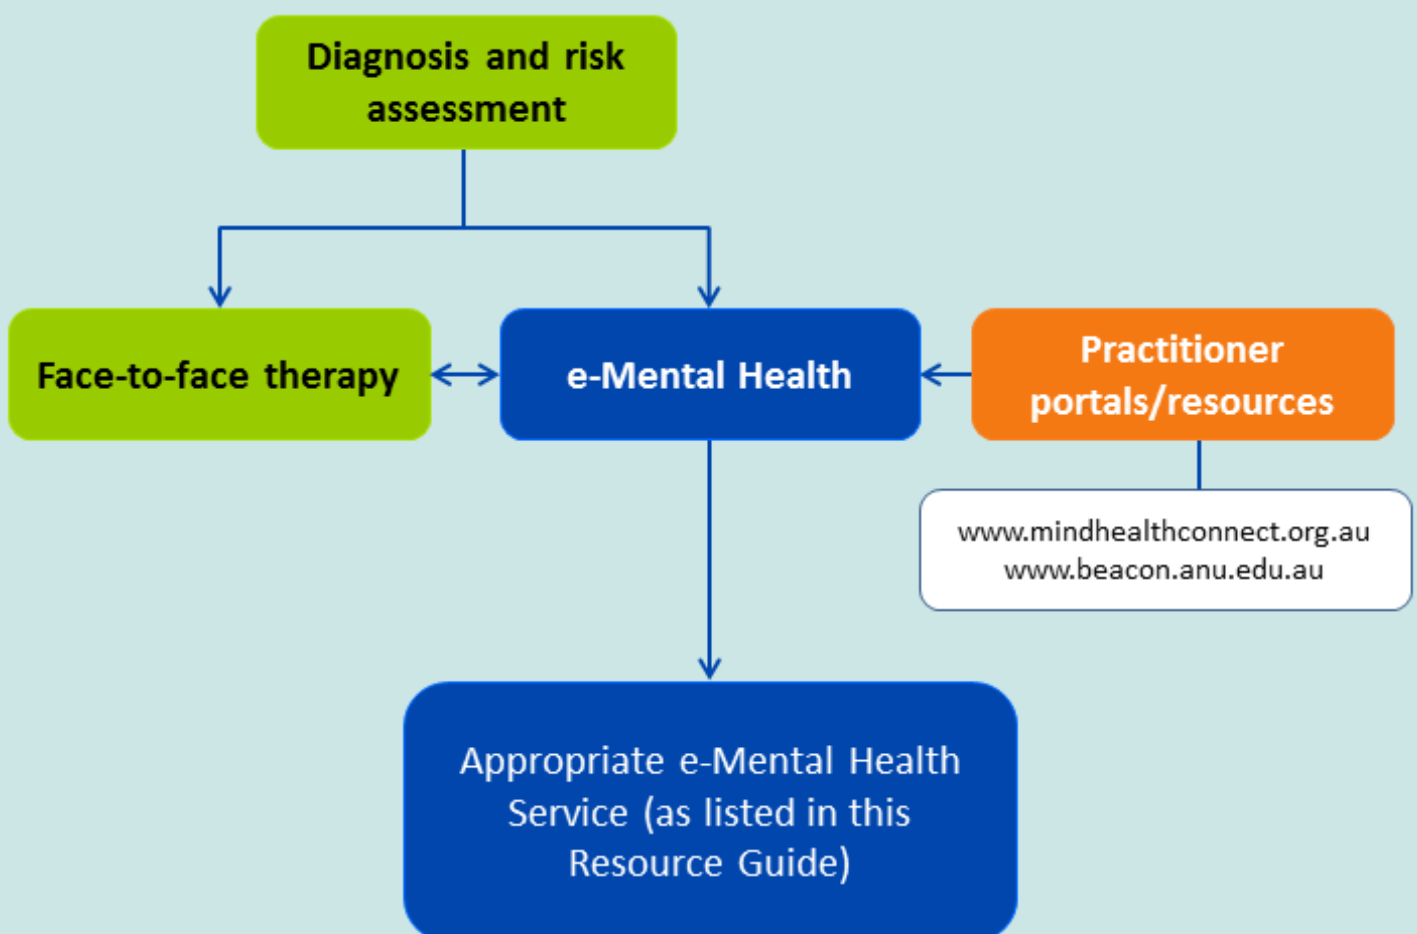 Diagnosis and risk
assessment
Face-to-face therapy
e-Mental Health
Practitioner
portals/resources
www.mindhealthconnect.org.au
www.beacon.anu.edu.au
Appropriate e-Mental Health
Service (as listed in this
Resource Guide)